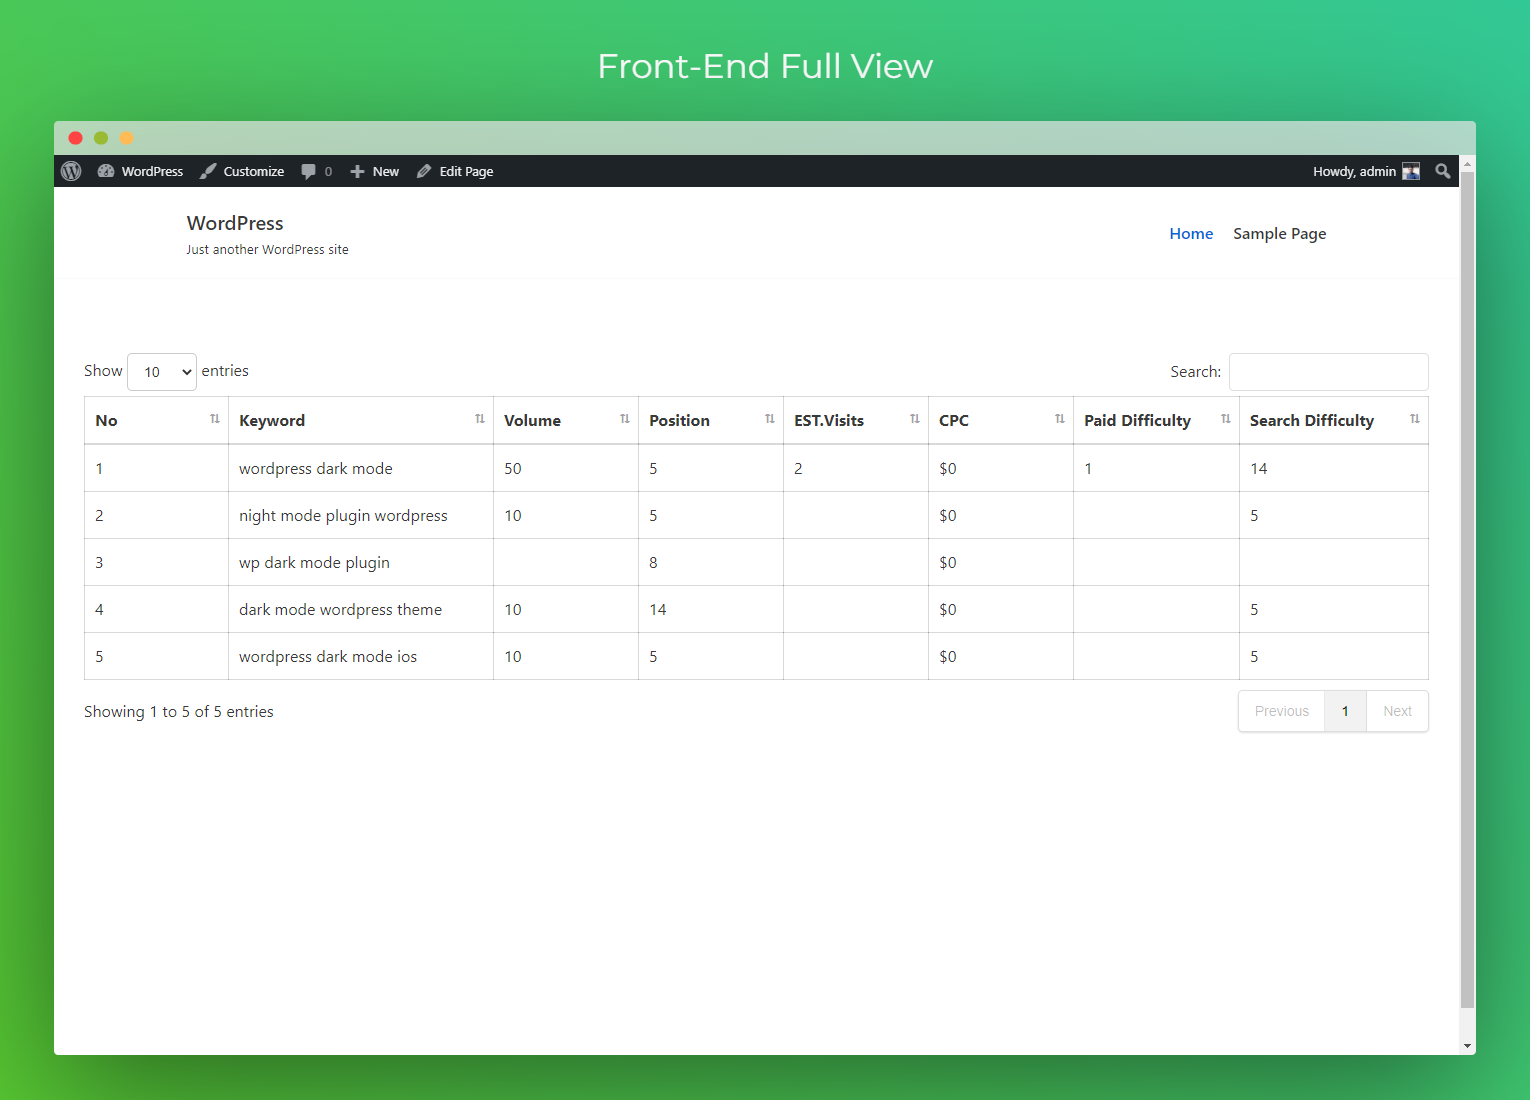 Front-End Full View
WordPress Customize 0 New Edit Page Howdy, admin
WordPress
Just another WordPress site
Home Sample Page
Show 10 entries Search:
No Keyword Volume Position EST.Visits CPC Paid Difficulty Search Difficulty
1 wordpress dark mode 50 5 2 $0 1 14
2 night mode plugin wordpress 10 5 $0 5
3 wp dark mode plugin 8 $0
4 dark mode wordpress theme 10 14 $0 5
5 wordpress dark mode ios 10 5 $0 5
Showing 1 to 5 of 5 entries Previous 1 Next